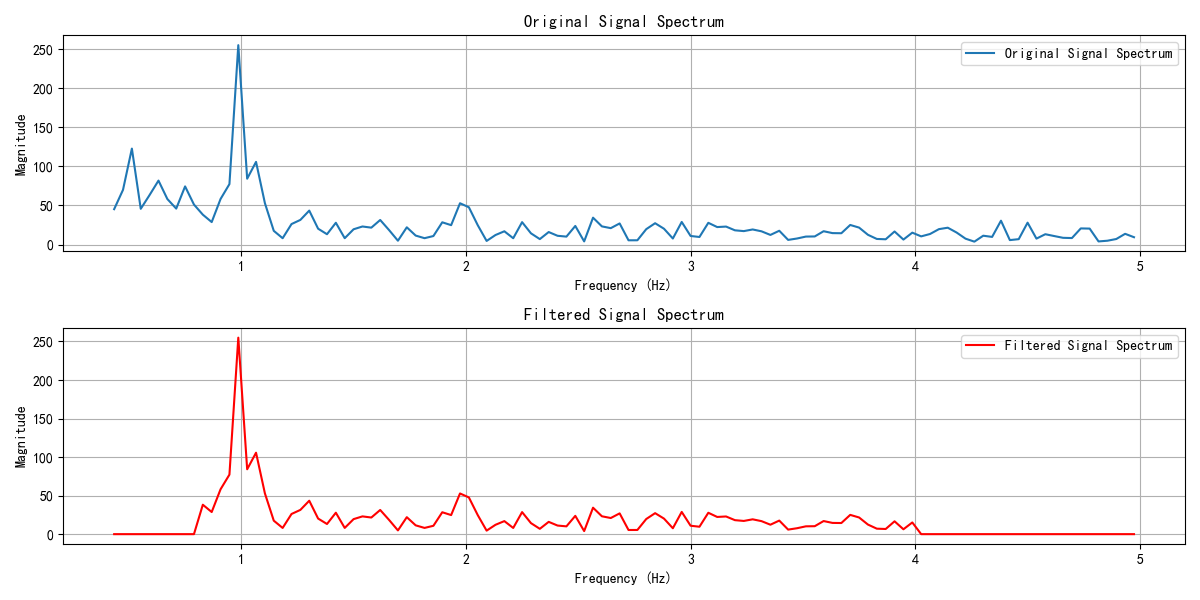 Original Signal Spectrum
Original Signal Spectrum
250
200
150
100
50
0
Magnitude
1 2 3 4 5
Frequency (Hz)
Filtered Signal Spectrum
Filtered Signal Spectrum
250
200
150
100
50
0
Magnitude
1 2 3 4 5
Frequency (Hz)